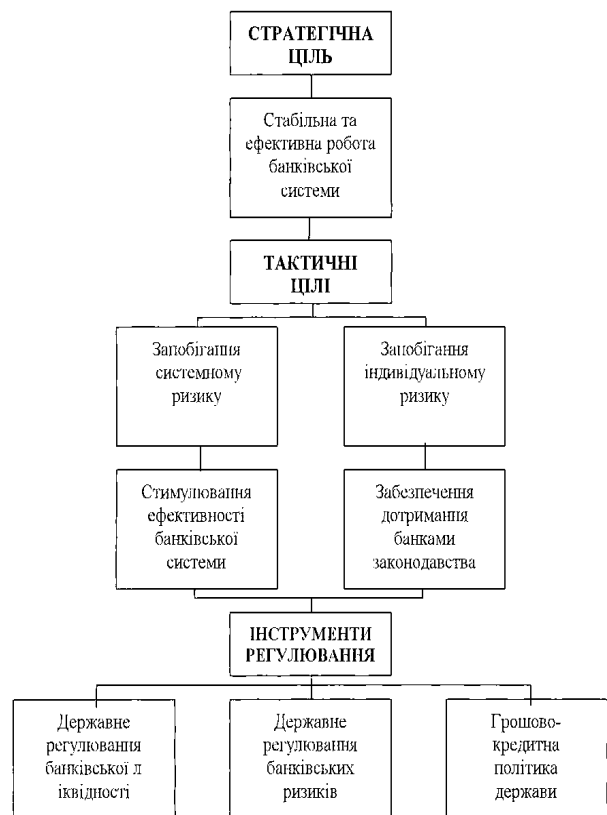 СТРАТЕГІЧНА
ЦІЛЬ
Стабільна та
ефективна робота
банківської
системи
ТАКТИЧНІ
ЦІЛІ
Запобігання
системному
ризику
Запобігання
індивідуальному
ризику
Стимулювання
ефективності
банківської
системи
Забезпечення
дотримання
банками
законодавства
ІНСТРУМЕНТИ
РЕГУЛЮВАННЯ
Державне
регулювання
банківської л
іквідності
Державне
регулювання
банківських
ризиків
Грошово-
кредитна
політика
держави